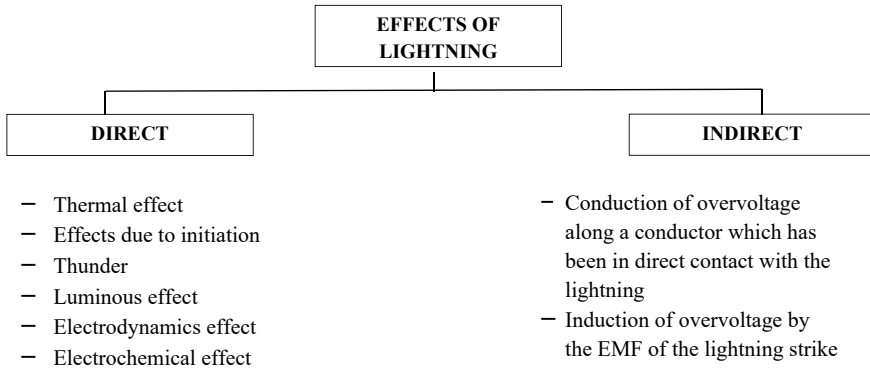 EFFECTS OF
LIGHTNING
DIRECT
INDIRECT
– Thermal effect
– Effects due to initiation
– Thunder
– Luminous effect
– Electrodynamics effect
– Electrochemical effect
– Conduction of overvoltage
along a conductor which has
been in direct contact with the
lightning
– Induction of overvoltage by
the EMF of the lightning strike